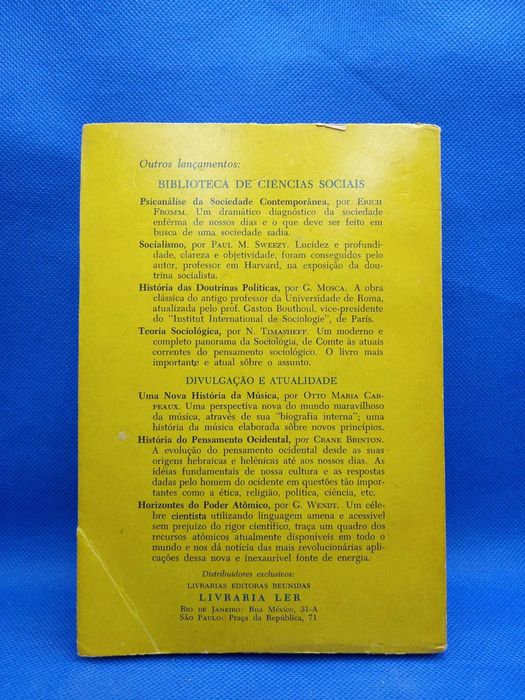 Outros lançamentos:
BIBLIOTECA DE CIÊNCIAS SOCIAIS
Psicanálise da Sociedade Contemporânea, por ERICH
FROMM. Um dramático diagnóstico da sociedade
enfêrma de nossos dias e o que deve ser feito em
busca de uma sociedade sadia.
Socialismo, por PAUL M. SWEEZY. Lucidez e profundi-
dade, clareza e objetividade, foram conseguidos pelo
autor, professor em Harvard, na exposição da dou-
trina socialista.
História das Doutrinas Políticas, por G. MOSCA. A obra
clássica do antigo professor da Universidade de Roma,
atualizada pelo prof. Gaston Bouthoul, vice-presidente
do "Institut International de Sociologie", de Paris.
Teoria Sociológica, por N. TIMASHEFF. Um moderno e
completo panorama da Sociologia, de Comte às atuais
correntes do pensamento sociológico. O livro mais
importante e atual sôbre o assunto.
DIVULGAÇÃO E ATUALIDADE
Uma Nova História da Música, por OTTO MARIA CAR-
PEAUX. Uma perspectiva nova do mundo maravilhoso
da música, através de sua "biografia interna"; uma
história da música elaborada sôbre novos princípios.
História do Pensamento Ocidental, por CRANE BRINTON.
A evolução do pensamento ocidental desde as suas
origens hebraicas e helênicas até aos nossos dias. As
idéias fundamentais de nossa cultura e as respostas
dadas pelo homem do ocidente em questões tão impor-
tantes como a ética, religião, política, ciência, etc.
Horizontes do Poder Atômico, por G. WENDT. Um céle-
bre cientista utilizando linguagem amena e acessível
sem prejuízo do rigor científico, traça um quadro dos
recursos atômicos atualmente disponíveis em todo o
mundo e nos dá notícia das mais revolucionárias apli-
cações dessa nova e inexaurível fonte de energia.
Distribuidores exclusivos:
LIVRARIAS EDITORAS REUNIDAS
LIVRARIA LER
RIO DE JANEIRO: Rua México, 31-A
SÃO PAULO: Praça da República, 71